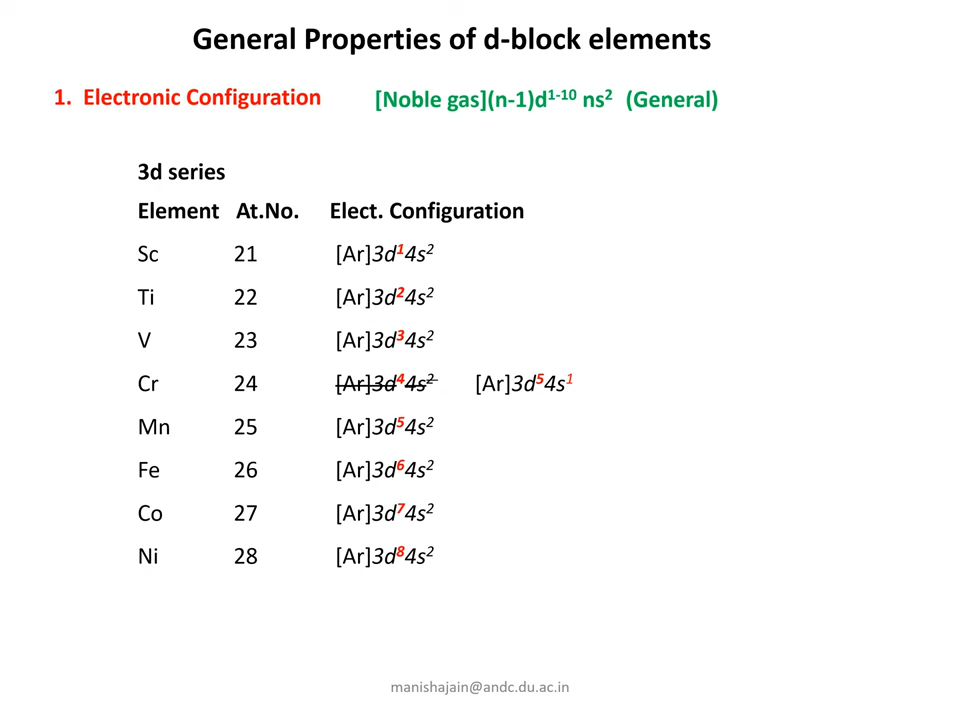 General Properties of d-block elements
1. Electronic Configuration [Noble gas](n-1)d¹⁻¹⁰ ns² (General)
3d series
Element At.No. Elect. Configuration
Sc 21 [Ar]3d¹4s²
Ti 22 [Ar]3d²4s²
V 23 [Ar]3d³4s²
Cr 24 [Ar]3d⁴4s² [Ar]3d⁵4s¹
Mn 25 [Ar]3d⁵4s²
Fe 26 [Ar]3d⁶4s²
Co 27 [Ar]3d⁷4s²
Ni 28 [Ar]3d⁸4s²
manishajain@andc.du.ac.in